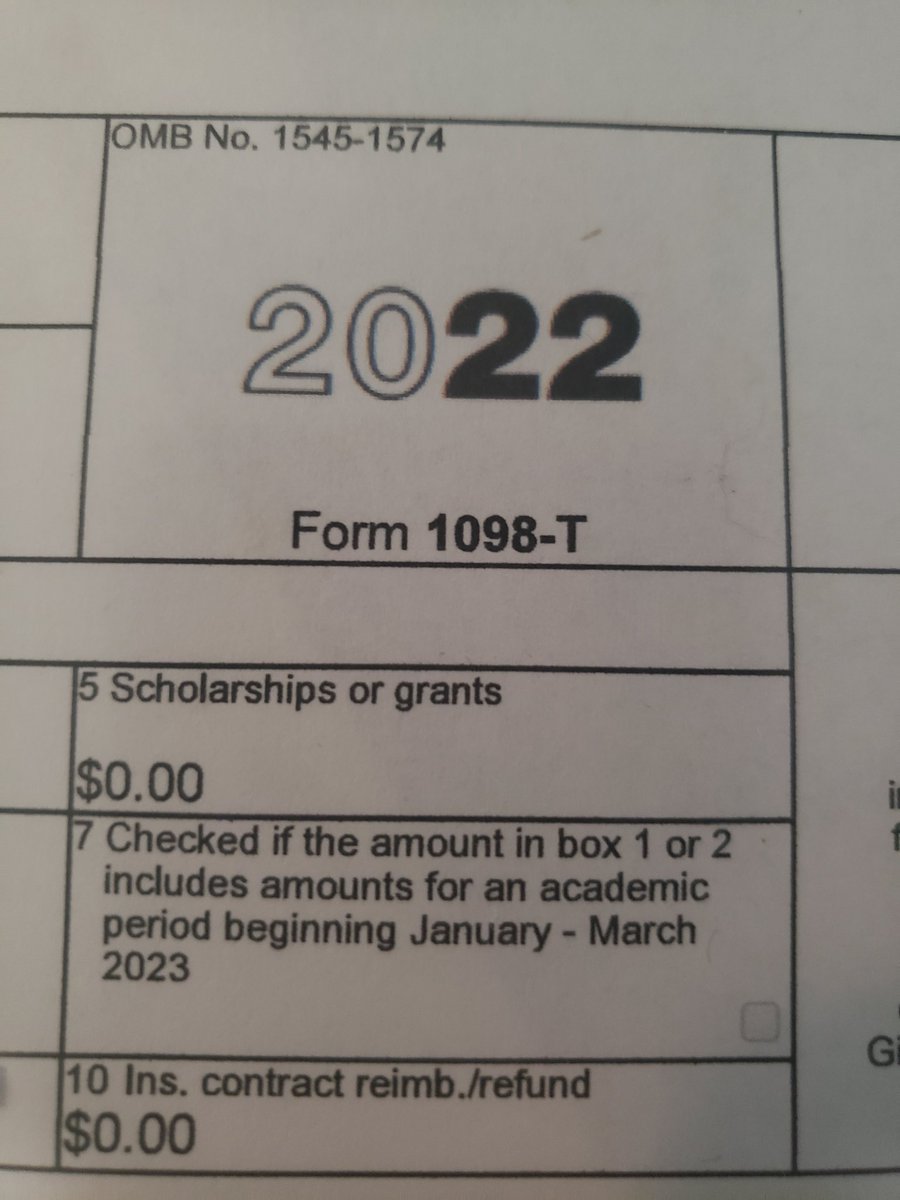 OMB No. 1545-1574
2022
Form 1098-T
5 Scholarships or grants
$0.00
7 Checked if the amount in box 1 or 2
includes amounts for an academic
period beginning January - March
2023
10 Ins. contract reimb./refund
$0.00